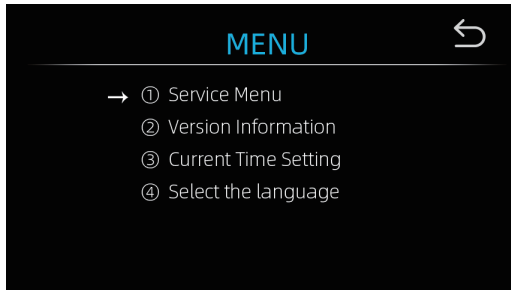 MENU
→ ① Service Menu
② Version Information
③ Current Time Setting
④ Select the language